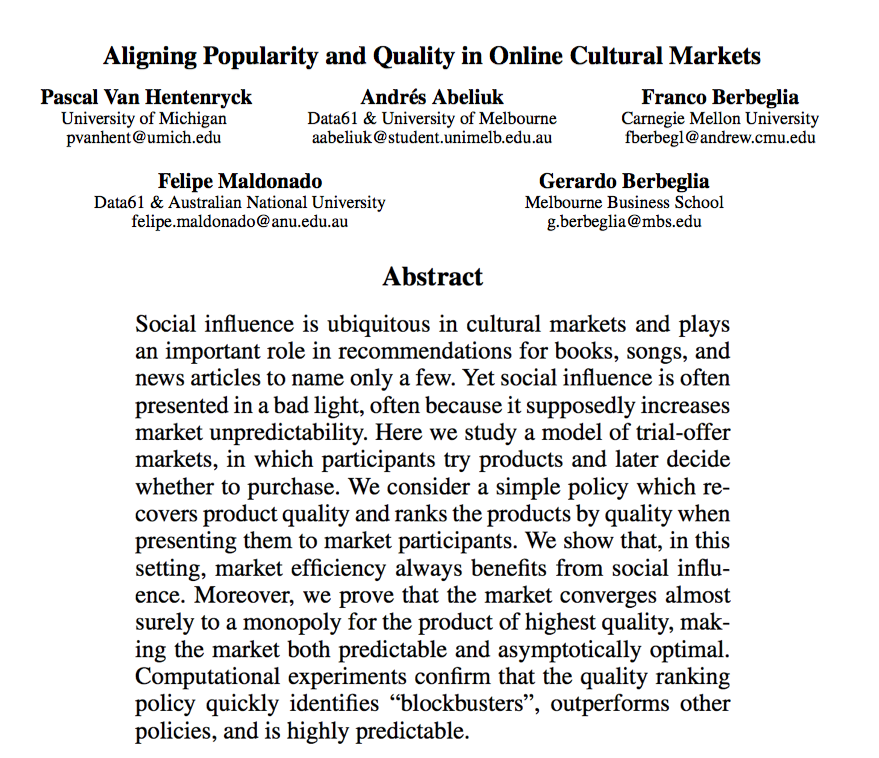 Aligning Popularity and Quality in Online Cultural Markets
Pascal Van Hentenryck
University of Michigan
pvanhent@umich.edu
Andrés Abeliuk
Data61 & University of Melbourne
aabeliuk@student.unimelb.edu.au
Franco Berbeglia
Carnegie Mellon University
fberbegl@andrew.cmu.edu
Felipe Maldonado
Data61 & Australian National University
felipe.maldonado@anu.edu.au
Gerardo Berbeglia
Melbourne Business School
g.berbeglia@mbs.edu
Abstract
Social influence is ubiquitous in cultural markets and plays
an important role in recommendations for books, songs, and
news articles to name only a few. Yet social influence is often
presented in a bad light, often because it supposedly increases
market unpredictability. Here we study a model of trial-offer
markets, in which participants try products and later decide
whether to purchase. We consider a simple policy which re-
covers product quality and ranks the products by quality when
presenting them to market participants. We show that, in this
setting, market efficiency always benefits from social influ-
ence. Moreover, we prove that the market converges almost
surely to a monopoly for the product of highest quality, mak-
ing the market both predictable and asymptotically optimal.
Computational experiments confirm that the quality ranking
policy quickly identifies “blockbusters”, outperforms other
policies, and is highly predictable.